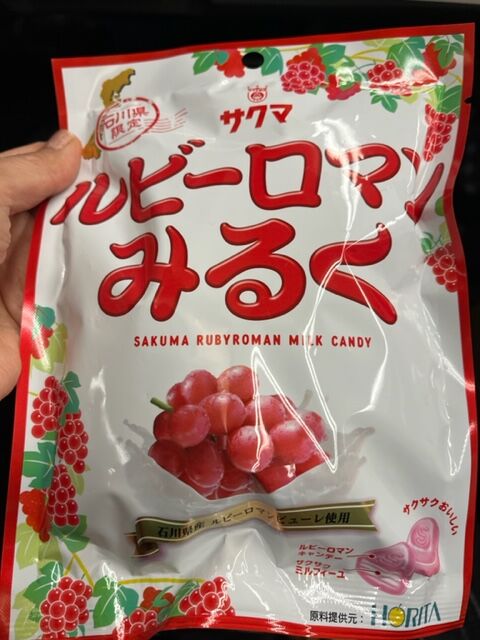 石川県
限定
サクマ
ルビーロマン
みるく
SAKUMA RUBYROMAN MILK CANDY
石川県産 ルビーロマンピューレ使用
サクサクおいしい
ルビーロマン
キャンデー
サクサク
ミルフィーユ
原料提供元：HORITA